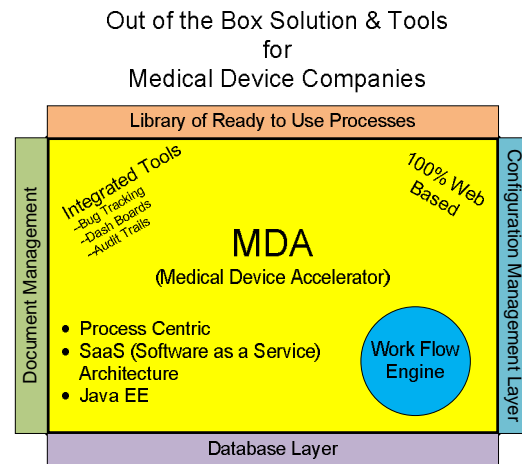 Out of the Box Solution & Tools
for
Medical Device Companies
Library of Ready to Use Processes
Document Management
Integrated Tools
--Bug Tracking
--Dash Boards
--Audit Trails
100% Web
Based
Configuration Management Layer
MDA
(Medical Device Accelerator)
• Process Centric
• SaaS (Software as a Service)
Architecture
• Java EE
Work Flow
Engine
Database Layer